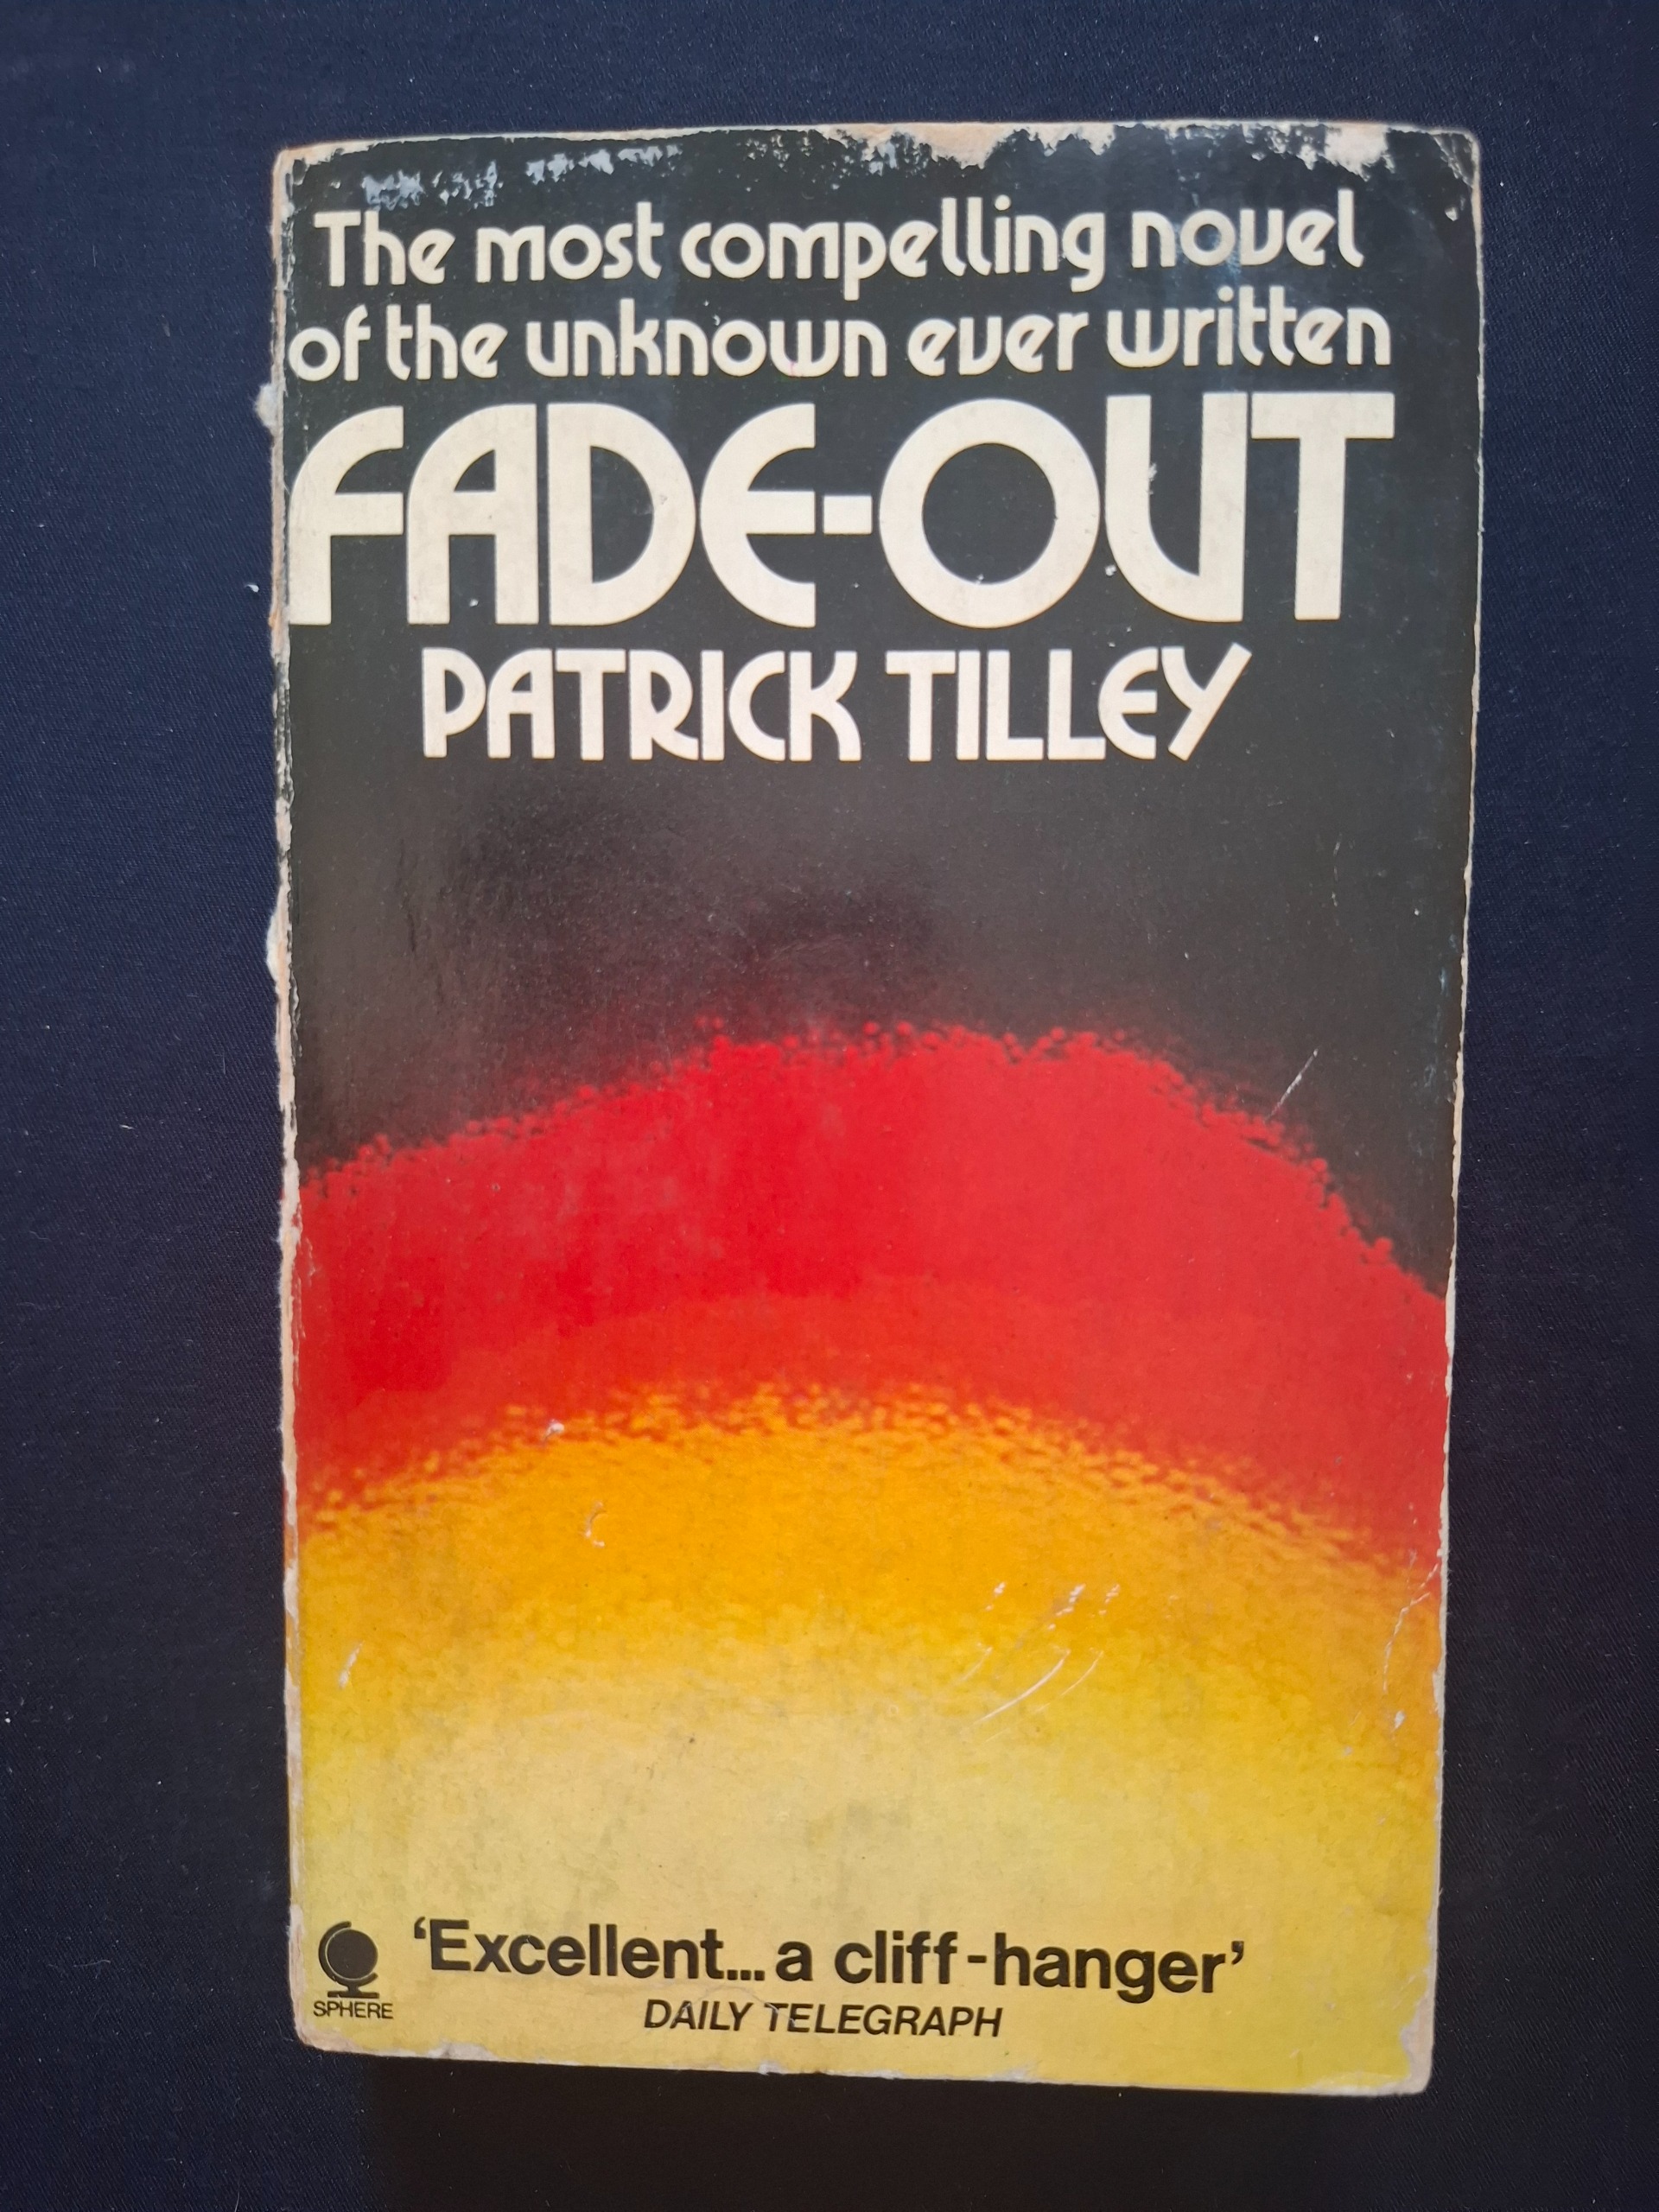 The most compelling novel
of the unknown ever written
FADE-OUT
PATRICK TILLEY
'Excellent... a cliff-hanger'
DAILY TELEGRAPH
SPHERE